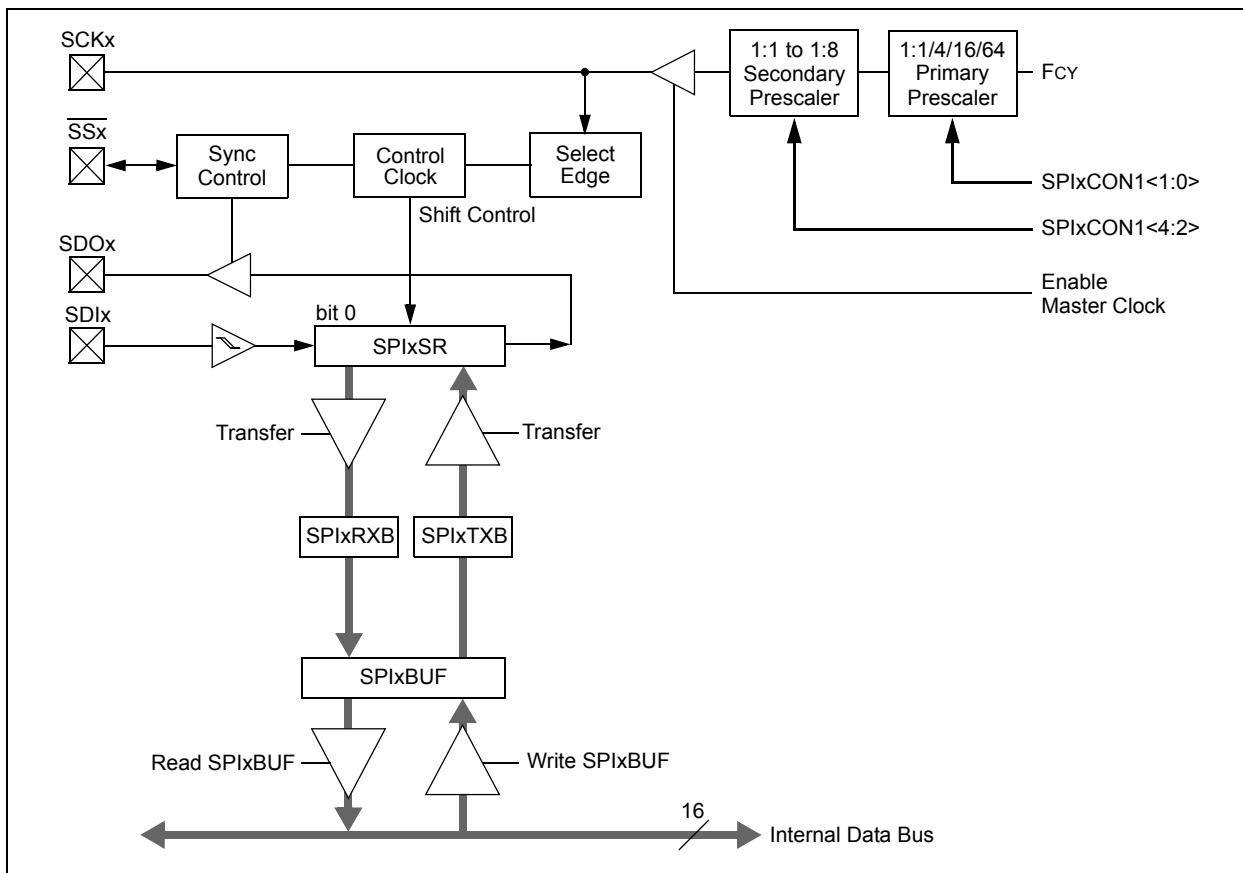 SCKx
1:1 to 1:8
Secondary
Prescaler
1:1/4/16/64
Primary
Prescaler
FCY
SSx
Sync
Control
Control
Clock
Select
Edge
SPIxCON1<1:0>
Shift Control
SPIxCON1<4:2>
SDOx
Enable
Master Clock
bit 0
SDIx
SPIxSR
Transfer
Transfer
SPIxRXB
SPIxTXB
SPIxBUF
Read SPIxBUF
Write SPIxBUF
16
Internal Data Bus